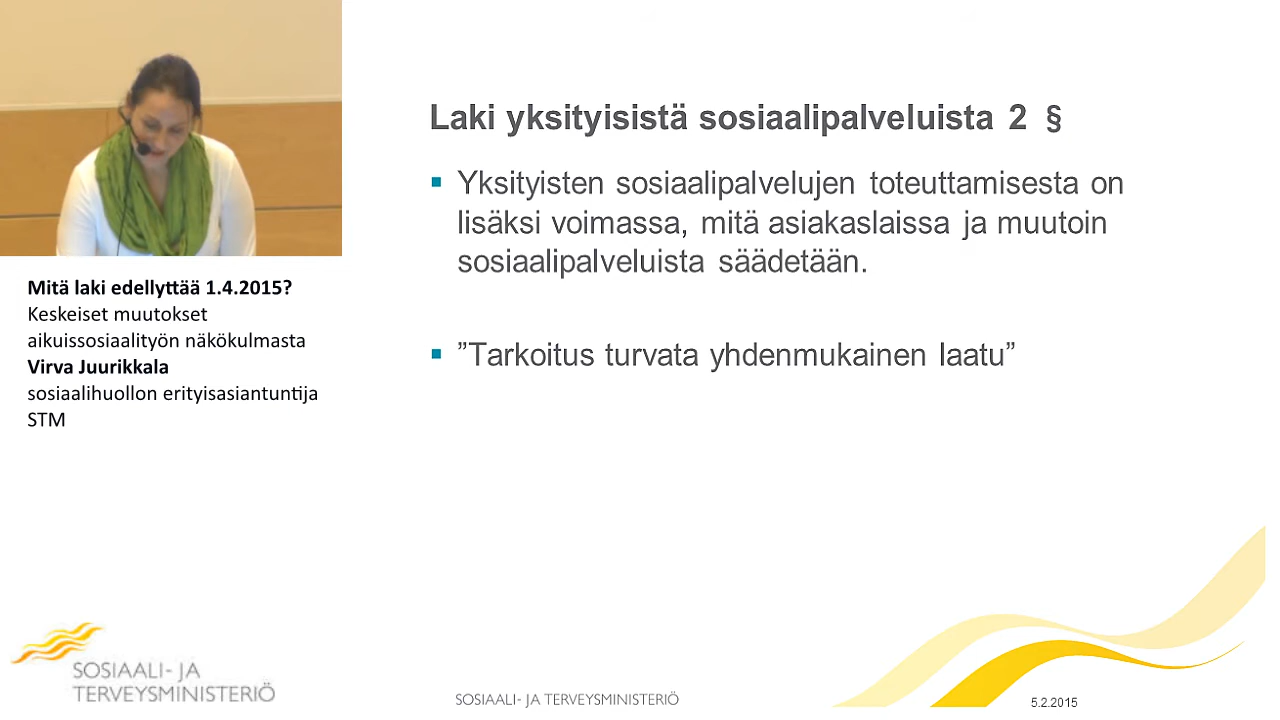 Laki yksityisistä sosiaalipalveluista 2 §
Yksityisten sosiaalipalvelujen toteuttamisesta on
lisäksi voimassa, mitä asiakaslaissa ja muutoin
sosiaalipalveluista säädetään.
”Tarkoitus turvata yhdenmukainen laatu”
Mitä laki edellyttää 1.4.2015?
Keskeiset muutokset
aikuissosiaalityön näkökulmasta
Virva Juurikkala
sosiaalihuollon erityisasiantuntija
STM
SOSIAALI- JA
TERVEYSMINISTERIÖ
SOSIAALI- JA TERVEYSMINISTERIÖ
5.2.2015